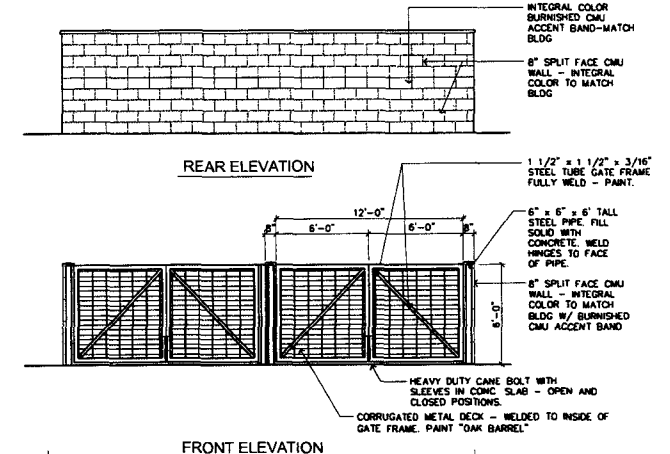 INTEGRAL COLOR
BURNISHED CMU
ACCENT BAND-MATCH
BLDG
8" SPLIT FACE CMU
WALL - INTEGRAL
COLOR TO MATCH
BLDG
REAR ELEVATION
1 1/2" x 1 1/2" x 3/16"
STEEL TUBE GATE FRAME
FULLY WELD - PAINT.
12'-0"
8" 6'-0" 6'-0" 8"
6" x 6" x 6' TALL
STEEL PIPE. FILL
SOLID WITH
CONCRETE. WELD
HINGES TO FACE
OF PIPE.
8" SPLIT FACE CMU
WALL - INTEGRAL
COLOR TO MATCH
BLDG W/ BURNISHED
CMU ACCENT BAND
6'-0"
HEAVY DUTY CANE BOLT WITH
SLEEVES IN CONC SLAB - OPEN AND
CLOSED POSITIONS.
CORRUGATED METAL DECK - WELDED TO INSIDE OF
GATE FRAME. PAINT "OAK BARREL"
FRONT ELEVATION